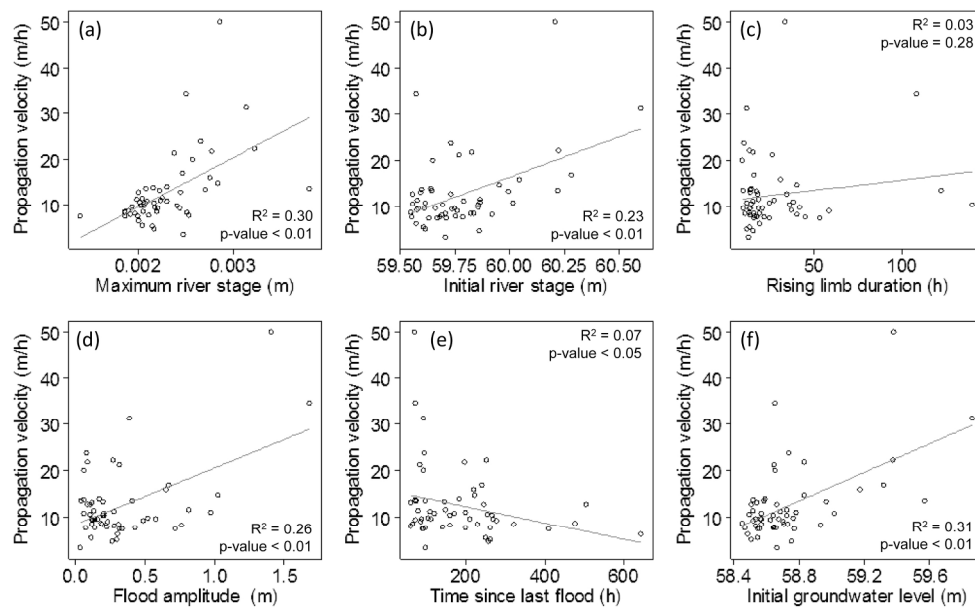 (a)
Propagation velocity (m/h)
50
40
30
20
10
R² = 0.30
p-value < 0.01
0.002 0.003
Maximum river stage (m)
(b)
Propagation velocity (m/h)
50
40
30
20
10
R² = 0.23
p-value < 0.01
59.50 59.75 60.00 60.30 60.60
Initial river stage (m)
(c)
Propagation velocity (m/h)
R² = 0.03
p-value = 0.28
50
40
30
20
10
50 100
Rising limb duration (h)
(d)
Propagation velocity (m/h)
50
40
30
20
10
R² = 0.26
p-value < 0.01
0.0 0.5 1.0 1.5
Flood amplitude (m)
(e)
Propagation velocity (m/h)
R² = 0.07
p-value < 0.05
50
40
30
20
10
200 400 600
Time since last flood (h)
(f)
Propagation velocity (m/h)
50
40
30
20
10
R² = 0.31
p-value < 0.01
58.4 58.8 59.2 59.6
Initial groundwater level (m)